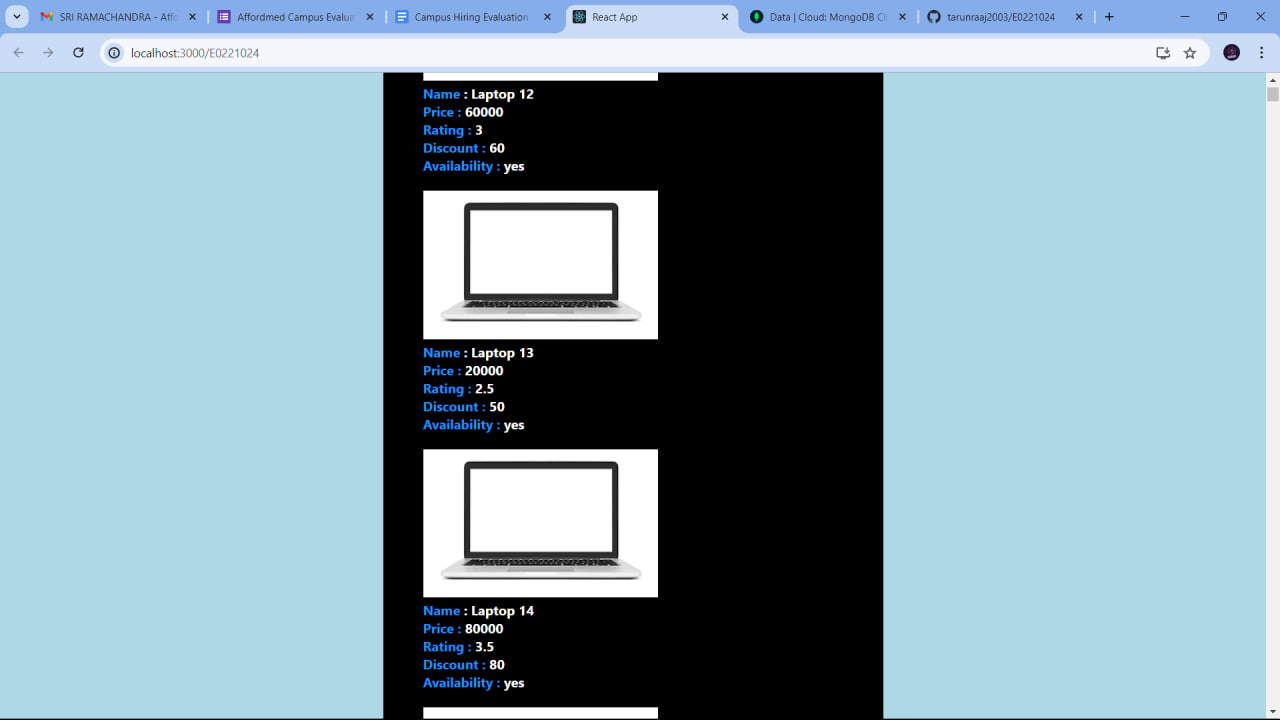 SRI RAMACHANDRA - Affo
Affordmed Campus Evalua
Campus Hiring Evaluation
React App
Data | Cloud: MongoDB Cl
tarunraaj2003/E0221024
localhost:3000/E0221024
Name : Laptop 12
Price : 60000
Rating : 3
Discount : 60
Availability : yes
Name : Laptop 13
Price : 20000
Rating : 2.5
Discount : 50
Availability : yes
Name : Laptop 14
Price : 80000
Rating : 3.5
Discount : 80
Availability : yes